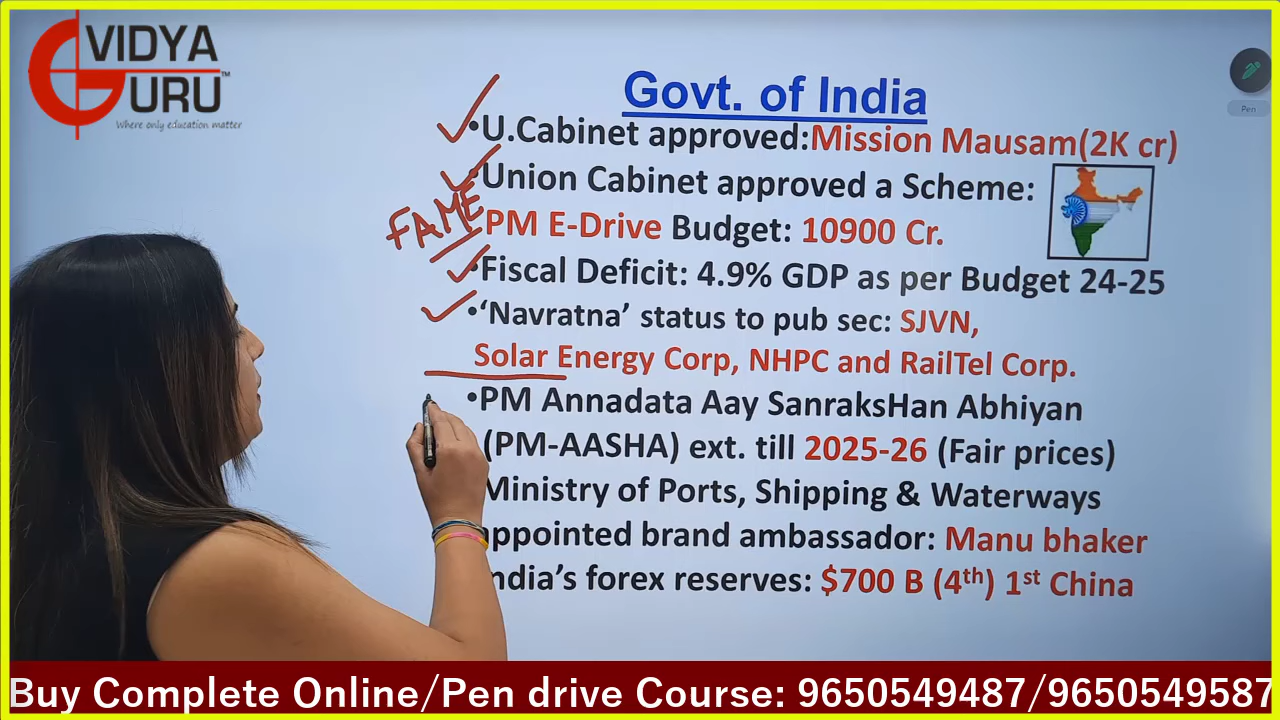 VIDYA
GURU™
Where only education matter
Pen
Govt. of India
•U.Cabinet approved:Mission Mausam(2K cr)
•Union Cabinet approved a Scheme:
FAME
PM E-Drive Budget: 10900 Cr.
•Fiscal Deficit: 4.9% GDP as per Budget 24-25
•‘Navratna’ status to pub sec: SJVN,
Solar Energy Corp, NHPC and RailTel Corp.
•PM Annadata Aay SanraksHan Abhiyan
(PM-AASHA) ext. till 2025-26 (Fair prices)
Ministry of Ports, Shipping & Waterways
appointed brand ambassador: Manu bhaker
India’s forex reserves: $700 B (4th) 1st China
Buy Complete Online/Pen drive Course: 9650549487/9650549587